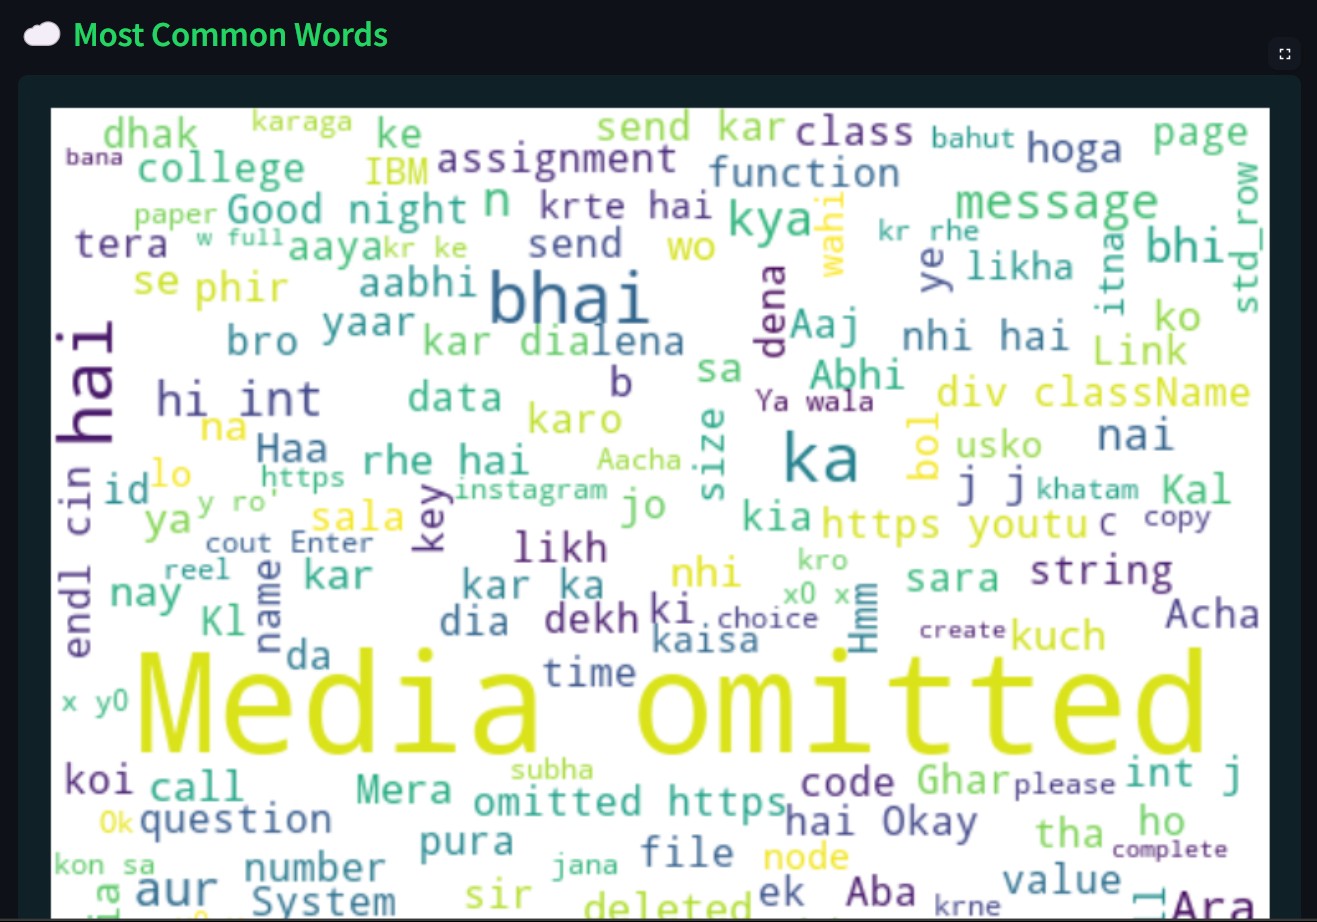 Most Common Words
dhak karaga ke send kar class bahut hoga page
bana college IBM assignment function
paper Good night n krte hai kya wahi message std_row
tera w full aaya kr ke send wo kr rhe ye likha itna bhi
se phir aabhi bhai dena
hai bro yaar kar dia lena Aaj nhi hai ko Link
sa Abhi
hi int data b Ya wala div className
na karo size ka bol usko nai
Haa rhe hai Aacha
endl cin id lo https key instagram jo j j khatam Kal
ya y ro' sala kia https youtu C copy
cout Enter likh
nay reel name kar kar ka nhi kro x0 x Hmm sara string
Kl dia dekh ki choice kaisa create kuch Acha
da time
x y0 Media omitted
koi call Mera subha code Ghar please int j
omitted https
Ok question pura hai Okay tha ho
kon sa number jana file node complete
aur System sir deleted ek Aba krne value Ara